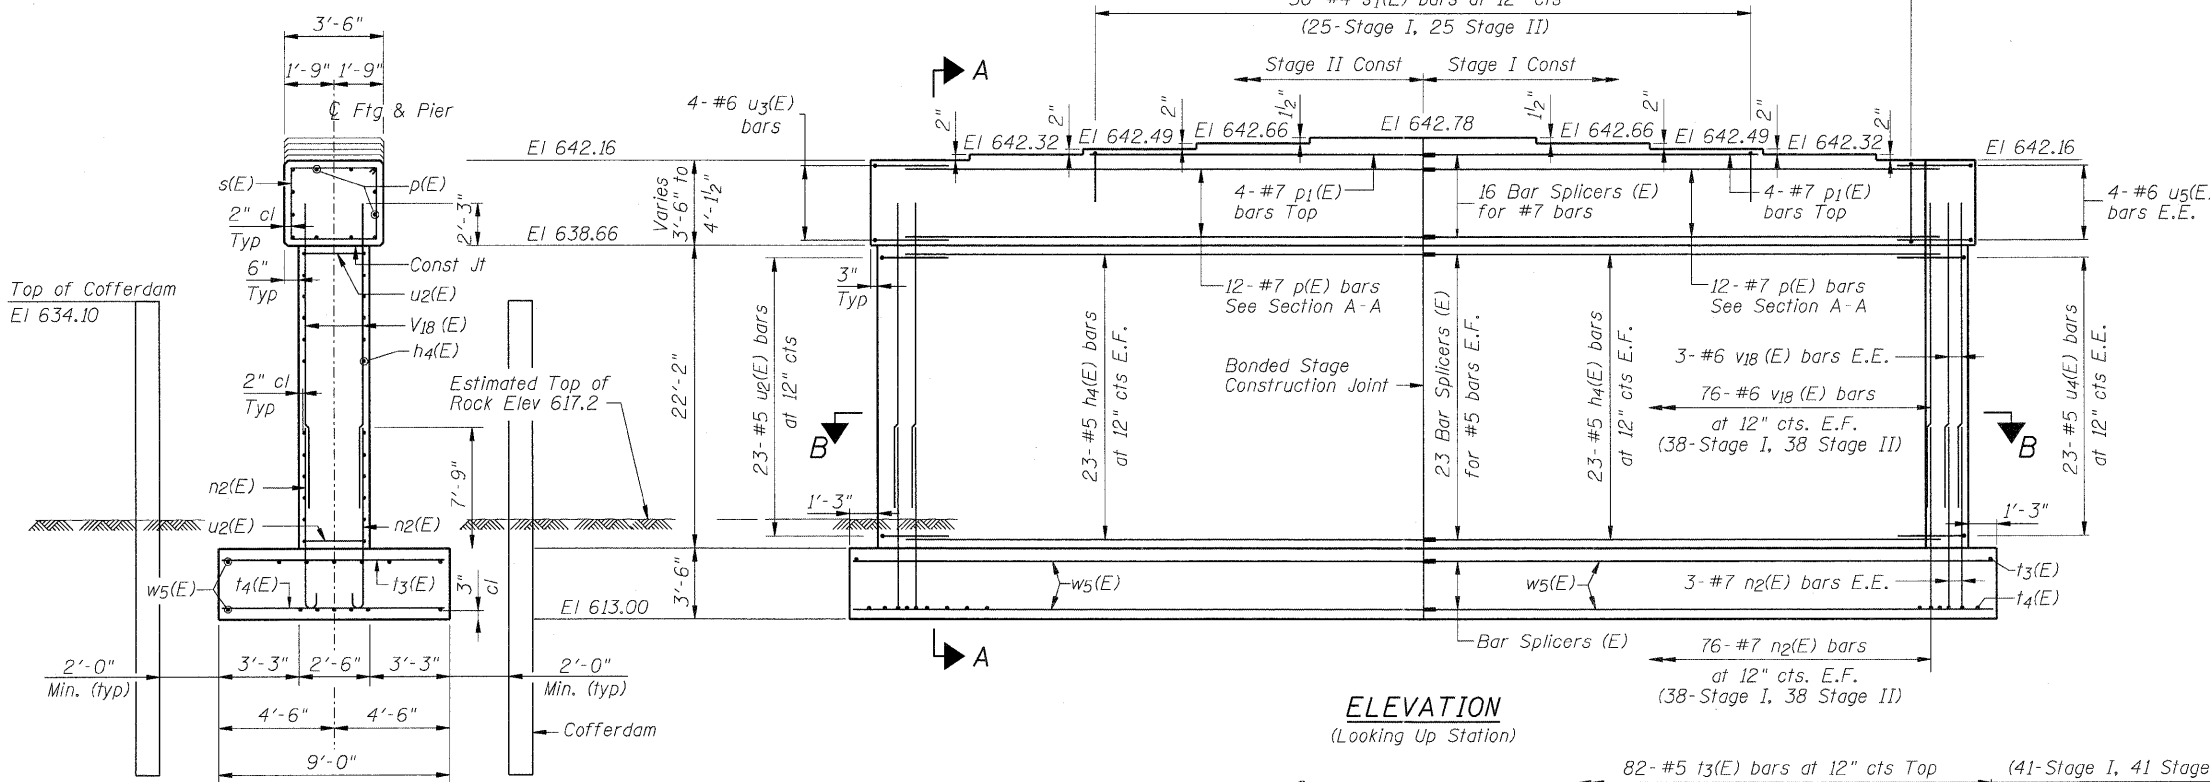 3'-6"
1'-9" 1'-9"
℄ Ftg & Pier
s(E)
p(E)
2" cl
Typ
6"
Typ
Const Jt
u2(E)
V18 (E)
h4(E)
2" cl
Typ
n2(E)
u2(E)
n2(E)
w5(E)
t4(E)
t3(E)
3"
cl
Top of Cofferdam
El 634.10
Estimated Top of
Rock Elev 617.2
El 642.16
El 638.66
El 613.00
2'-3"
Varies
3'-6" to
4'-1½"
22'-2"
7'-9"
3'-6"
2'-0"
Min. (typ)
3'-3" 2'-6" 3'-3"
2'-0"
Min. (typ)
4'-6" 4'-6"
Cofferdam
9'-0"
(25-Stage I, 25 Stage II)
A
Stage II Const
Stage I Const
4-#6 u3(E)
bars
2" 2" 2" 1½" 1½" 2" 2" 2"
El 642.32 El 642.49 El 642.66 El 642.78 El 642.66 El 642.49 El 642.32
El 642.16
4-#7 p1(E)
bars Top
16 Bar Splicers (E)
for #7 bars
4-#7 p1(E)
bars Top
4-#6 u5(E)
bars E.E.
3"
Typ
12-#7 p(E) bars
See Section A-A
12-#7 p(E) bars
See Section A-A
23-#5 u2(E) bars
at 12" cts
23-#5 h4(E) bars
at 12" cts E.F.
Bonded Stage
Construction Joint
23 Bar Splicers (E)
for #5 bars E.F.
23-#5 h4(E) bars
at 12" cts E.F.
3-#6 v18 (E) bars E.E.
76-#6 v18 (E) bars
at 12" cts. E.F.
(38-Stage I, 38 Stage II)
23-#5 u4(E) bars
at 12" cts E.E.
B
B
1'-3"
1'-3"
w5(E)
w5(E)
3-#7 n2(E) bars E.E.
t3(E)
t4(E)
Bar Splicers (E)
A
76-#7 n2(E) bars
at 12" cts. E.F.
(38-Stage I, 38 Stage II)
ELEVATION
(Looking Up Station)
82-#5 t3(E) bars at 12" cts Top (41-Stage I, 41 Stage